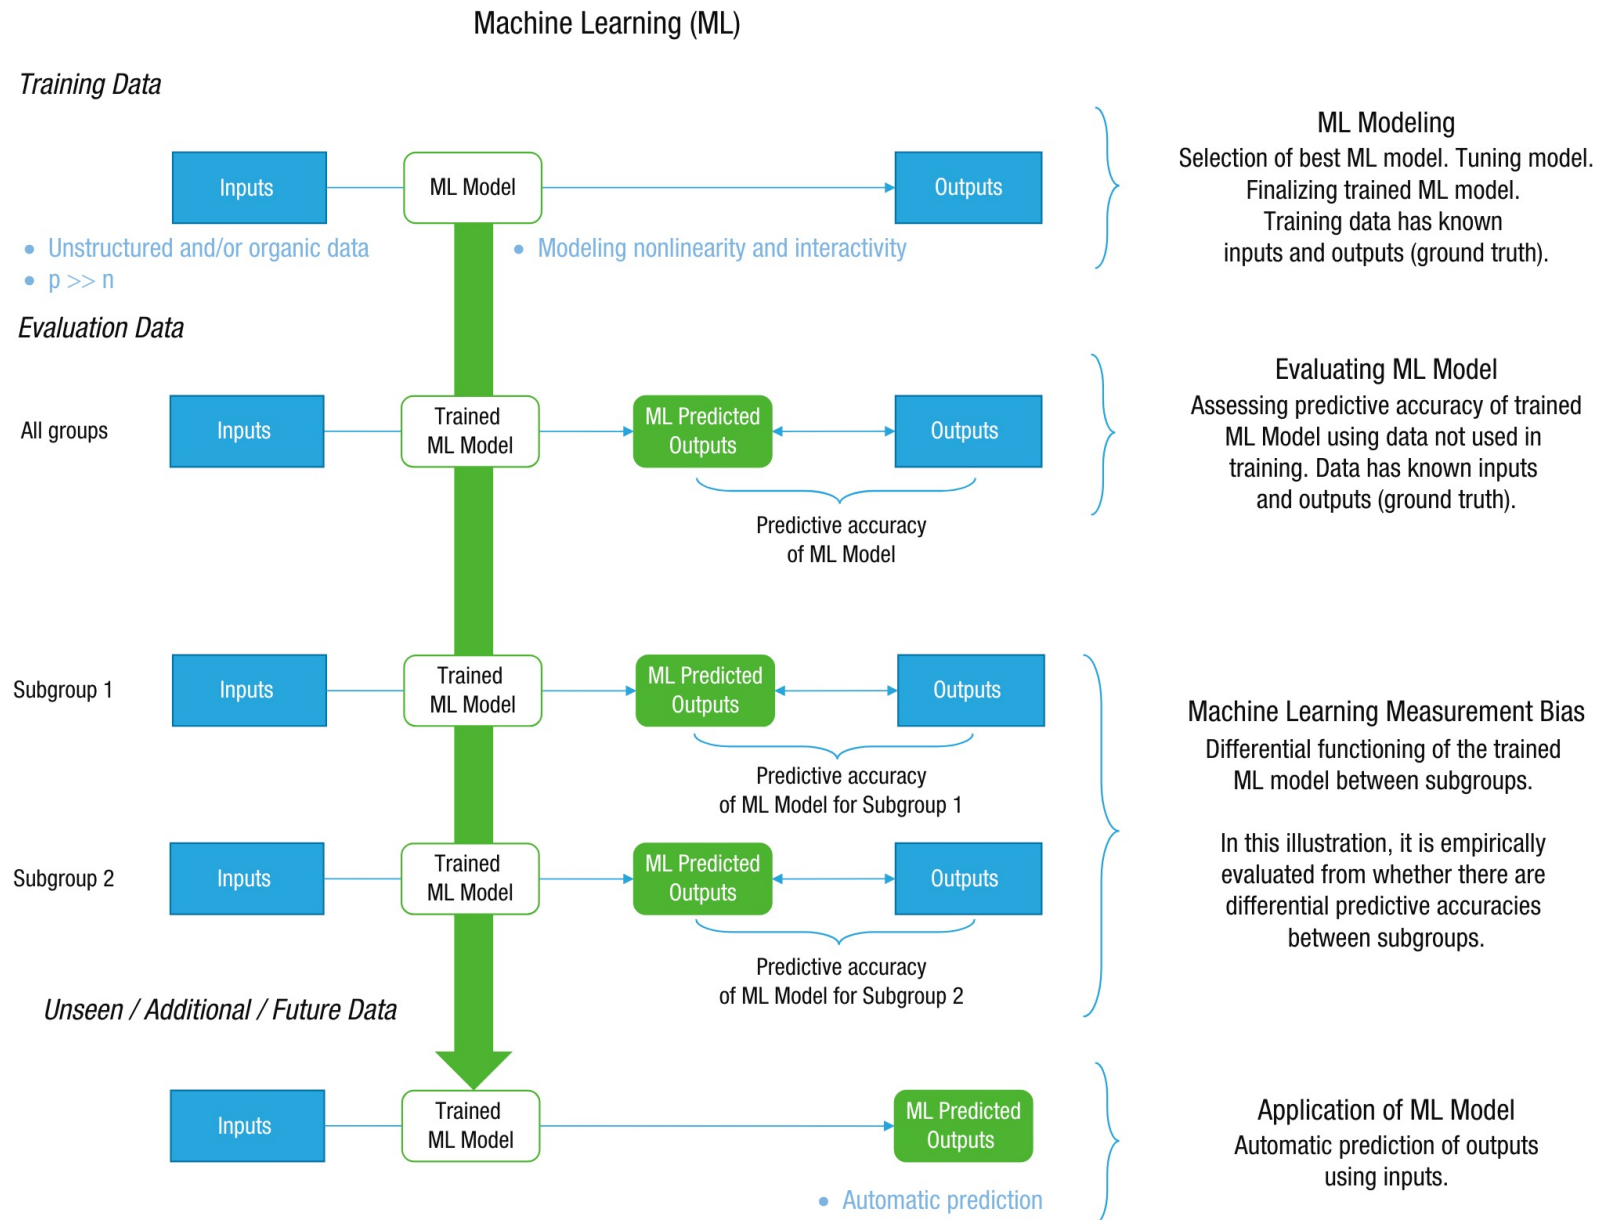 Machine Learning (ML)
Training Data
Inputs
ML Model
Outputs
• Unstructured and/or organic data
• p >> n
• Modeling nonlinearity and interactivity
ML Modeling
Selection of best ML model. Tuning model.
Finalizing trained ML model.
Training data has known
inputs and outputs (ground truth).
Evaluation Data
All groups
Inputs
Trained
ML Model
ML Predicted
Outputs
Outputs
Predictive accuracy
of ML Model
Evaluating ML Model
Assessing predictive accuracy of trained
ML Model using data not used in
training. Data has known inputs
and outputs (ground truth).
Subgroup 1
Inputs
Trained
ML Model
ML Predicted
Outputs
Outputs
Predictive accuracy
of ML Model for Subgroup 1
Subgroup 2
Inputs
Trained
ML Model
ML Predicted
Outputs
Outputs
Predictive accuracy
of ML Model for Subgroup 2
Machine Learning Measurement Bias
Differential functioning of the trained
ML model between subgroups.
In this illustration, it is empirically
evaluated from whether there are
differential predictive accuracies
between subgroups.
Unseen / Additional / Future Data
Inputs
Trained
ML Model
ML Predicted
Outputs
• Automatic prediction
Application of ML Model
Automatic prediction of outputs
using inputs.